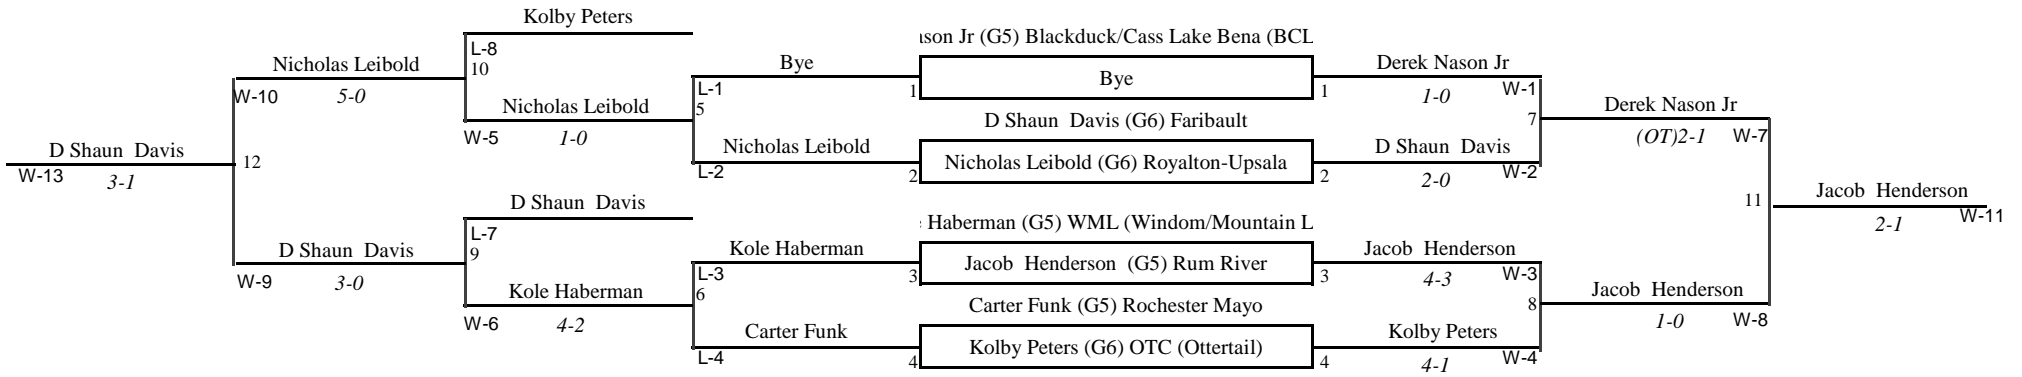 Kolby Peters
L-8
10
Nicholas Leibold
W-10
5-0
Nicholas Leibold
W-5
1-0
D Shaun Davis
W-13
3-1
12
D Shaun Davis
L-7
9
D Shaun Davis
W-9
3-0
Kole Haberman
W-6
4-2
Bye
L-1
5
1
Nicholas Leibold
L-2
2
Kole Haberman
L-3
6
3
Carter Funk
L-4
4
Jr (G5) Blackduck/Cass Lake Bena (BCL
Bye
D Shaun Davis (G6) Faribault
Nicholas Leibold (G6) Royalton-Upsala
Haberman (G5) WML (Windom/Mountain L
Jacob Henderson (G5) Rum River
Carter Funk (G5) Rochester Mayo
Kolby Peters (G6) OTC (Ottertail)
Derek Nason Jr
1
1-0
W-1
7
D Shaun Davis
2
2-0
W-2
Jacob Henderson
3
4-3
W-3
8
Kolby Peters
4
4-1
W-4
Derek Nason Jr
(OT)2-1
W-7
11
Jacob Henderson
1-0
W-8
Jacob Henderson
2-1
W-11